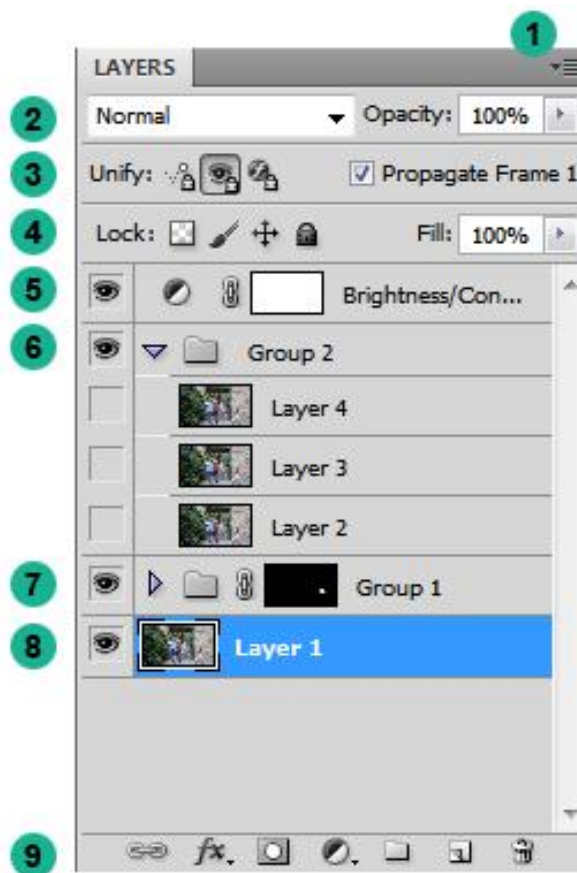 1
LAYERS
2 Normal Opacity: 100%
3 Unify: Propagate Frame 1
4 Lock: Fill: 100%
5 Brightness/Con...
6 Group 2
Layer 4
Layer 3
Layer 2
7 Group 1
8 Layer 1
9 fx.